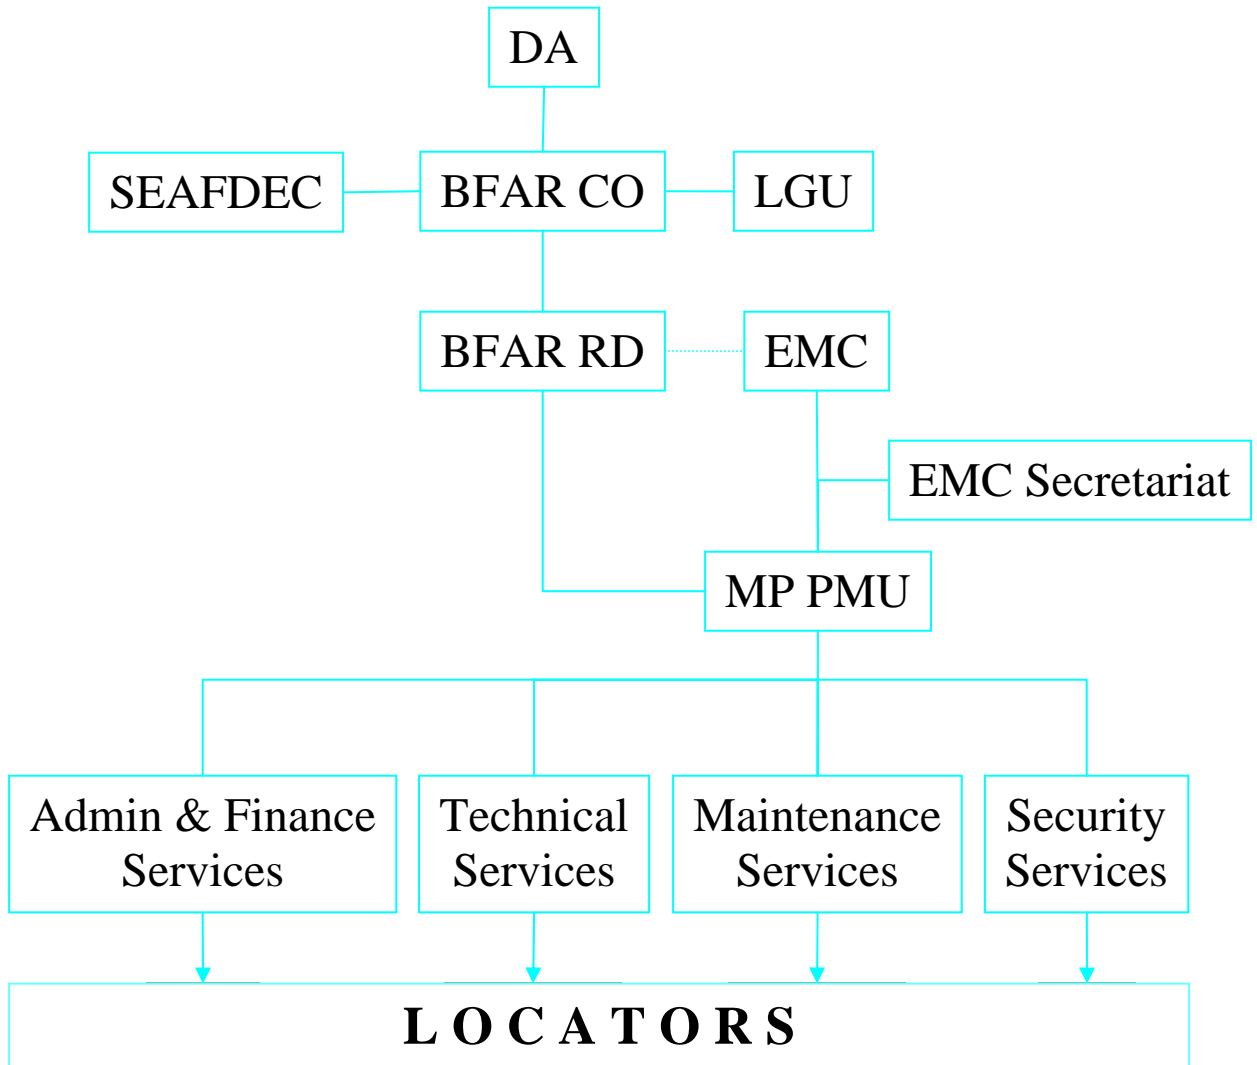 DA
SEAFDEC
BFAR CO
LGU
BFAR RD
EMC
EMC Secretariat
MP PMU
Admin & Finance
Services
Technical
Services
Maintenance
Services
Security
Services
L O C A T O R S